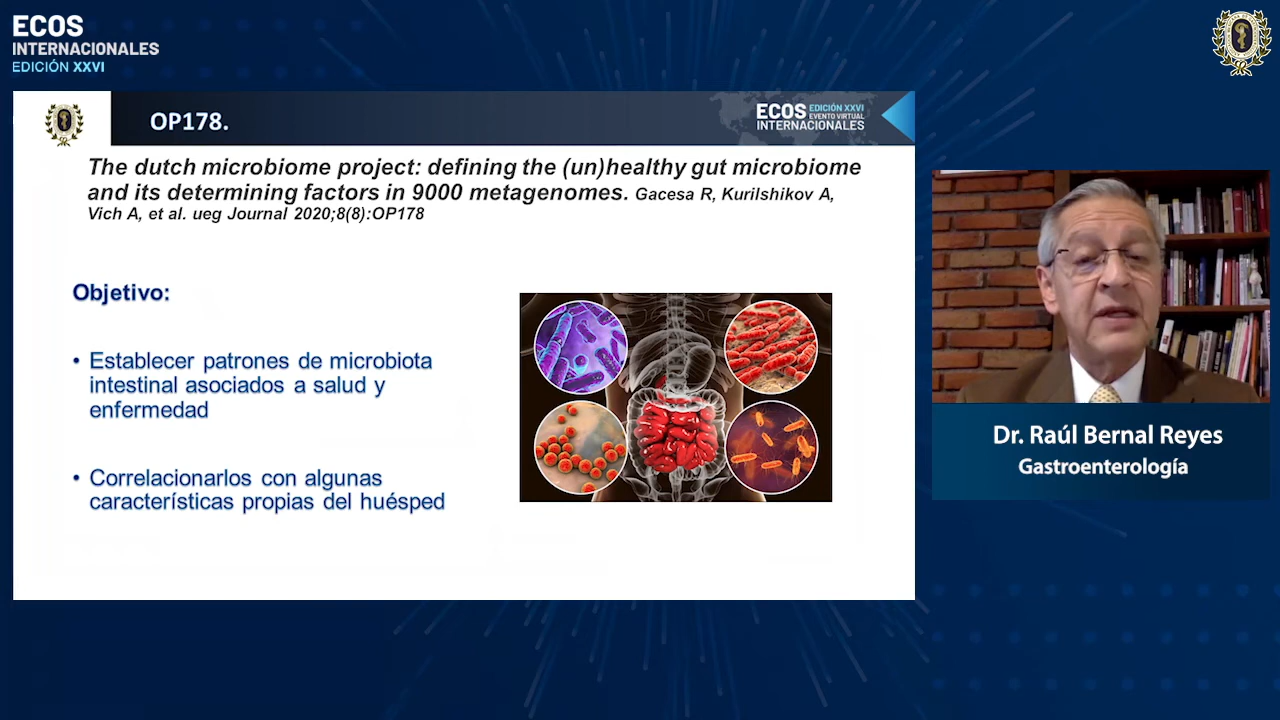 ECOS
INTERNACIONALES
EDICIÓN XXVI
OP178.
ECOS EDICIÓN XXVI
EVENTO VIRTUAL
INTERNACIONALES
The dutch microbiome project: defining the (un)healthy gut microbiome
and its determining factors in 9000 metagenomes. Gacesa R, Kurilshikov A,
Vich A, et al. ueg Journal 2020;8(8):OP178
Objetivo:
• Establecer patrones de microbiota
intestinal asociados a salud y
enfermedad
• Correlacionarlos con algunas
características propias del huésped
Dr. Raúl Bernal Reyes
Gastroenterología